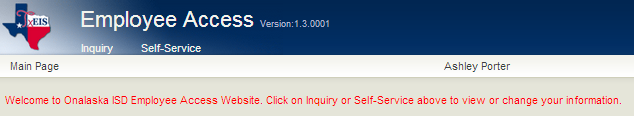 TxEIS
Employee Access Version:1.3.0001
Inquiry Self-Service
Main Page Ashley Porter
Welcome to Onalaska ISD Employee Access Website. Click on Inquiry or Self-Service above to view or change your information.